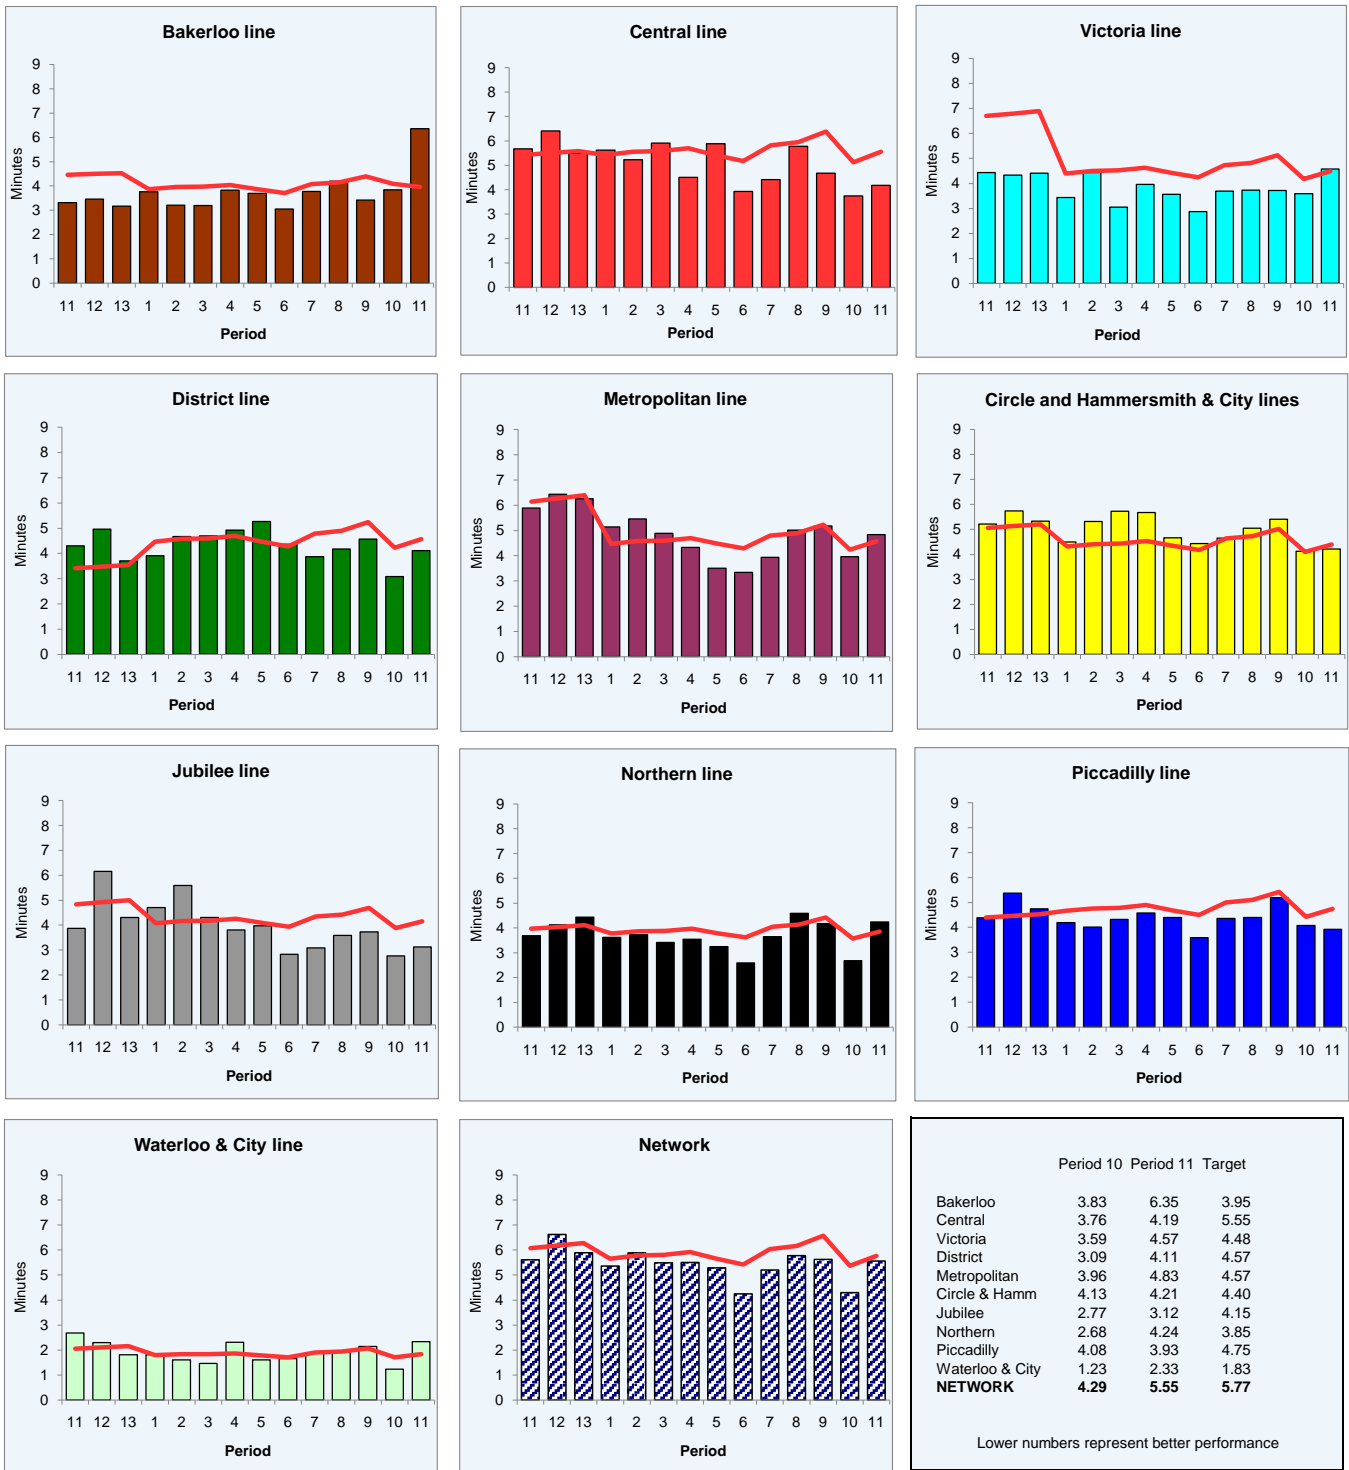 Bakerloo line
9
8
7
6
5
4
3
2
1
0
Minutes
11 12 13 1 2 3 4 5 6 7 8 9 10 11
Period
Central line
9
8
7
6
5
4
3
2
1
0
Minutes
11 12 13 1 2 3 4 5 6 7 8 9 10 11
Period
Victoria line
9
8
7
6
5
4
3
2
1
0
Minutes
11 12 13 1 2 3 4 5 6 7 8 9 10 11
Period
District line
9
8
7
6
5
4
3
2
1
0
Minutes
11 12 13 1 2 3 4 5 6 7 8 9 10 11
Period
Metropolitan line
9
8
7
6
5
4
3
2
1
0
Minutes
11 12 13 1 2 3 4 5 6 7 8 9 10 11
Period
Circle and Hammersmith & City lines
9
8
7
6
5
4
3
2
1
0
Minutes
11 12 13 1 2 3 4 5 6 7 8 9 10 11
Period
Jubilee line
9
8
7
6
5
4
3
2
1
0
Minutes
11 12 13 1 2 3 4 5 6 7 8 9 10 11
Period
Northern line
9
8
7
6
5
4
3
2
1
0
Minutes
11 12 13 1 2 3 4 5 6 7 8 9 10 11
Period
Piccadilly line
9
8
7
6
5
4
3
2
1
0
Minutes
11 12 13 1 2 3 4 5 6 7 8 9 10 11
Period
Waterloo & City line
9
8
7
6
5
4
3
2
1
0
Minutes
11 12 13 1 2 3 4 5 6 7 8 9 10 11
Period
Network
9
8
7
6
5
4
3
2
1
0
Minutes
11 12 13 1 2 3 4 5 6 7 8 9 10 11
Period
Period 10 Period 11 Target
Bakerloo 3.83 6.35 3.95
Central 3.76 4.19 5.55
Victoria 3.59 4.57 4.48
District 3.09 4.11 4.57
Metropolitan 3.96 4.83 4.57
Circle & Hamm 4.13 4.21 4.40
Jubilee 2.77 3.12 4.15
Northern 2.68 4.24 3.85
Piccadilly 4.08 3.93 4.75
Waterloo & City 1.23 2.33 1.83
NETWORK 4.29 5.55 5.77
Lower numbers represent better performance